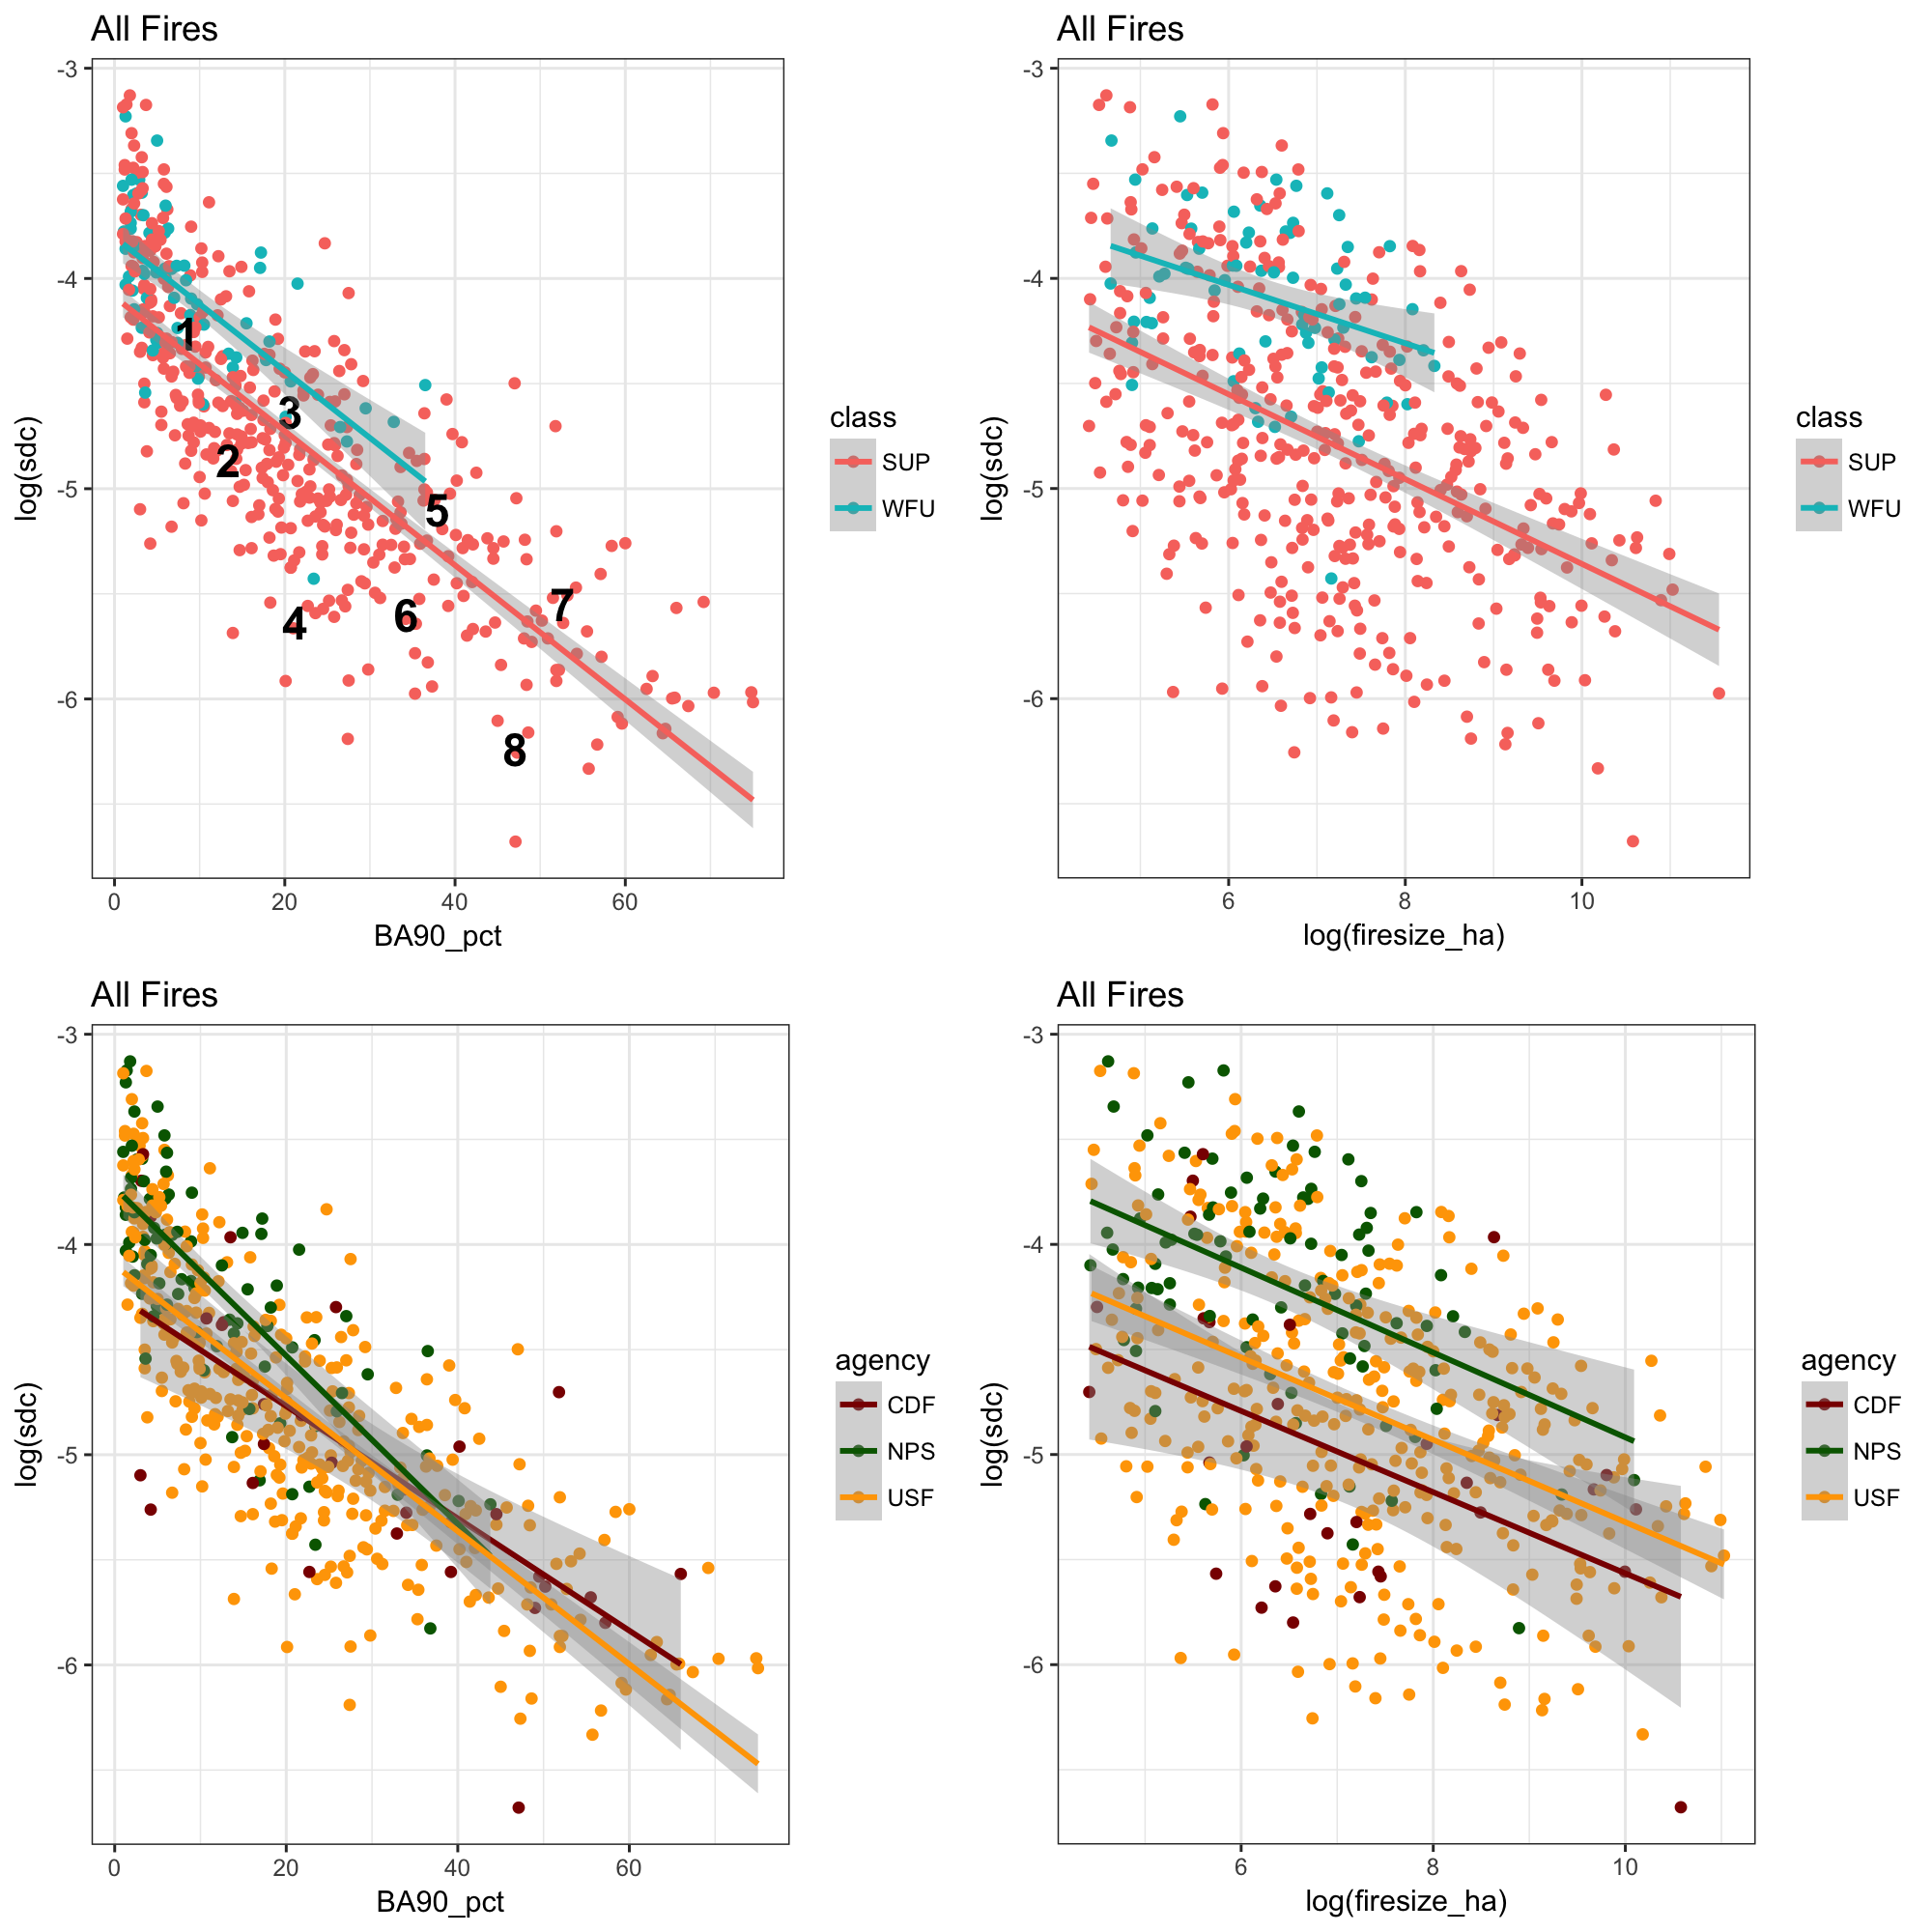 All Fires
-3
-4
-5
-6
log(sdc)
1
2
3
4
5
6
7
8
0 20 40 60
BA90_pct
class
SUP
WFU
All Fires
-3
-4
-5
-6
log(sdc)
6 8 10
log(firesize_ha)
class
SUP
WFU
All Fires
-3
-4
-5
-6
log(sdc)
0 20 40 60
BA90_pct
agency
CDF
NPS
USF
All Fires
-3
-4
-5
-6
log(sdc)
6 8 10
log(firesize_ha)
agency
CDF
NPS
USF